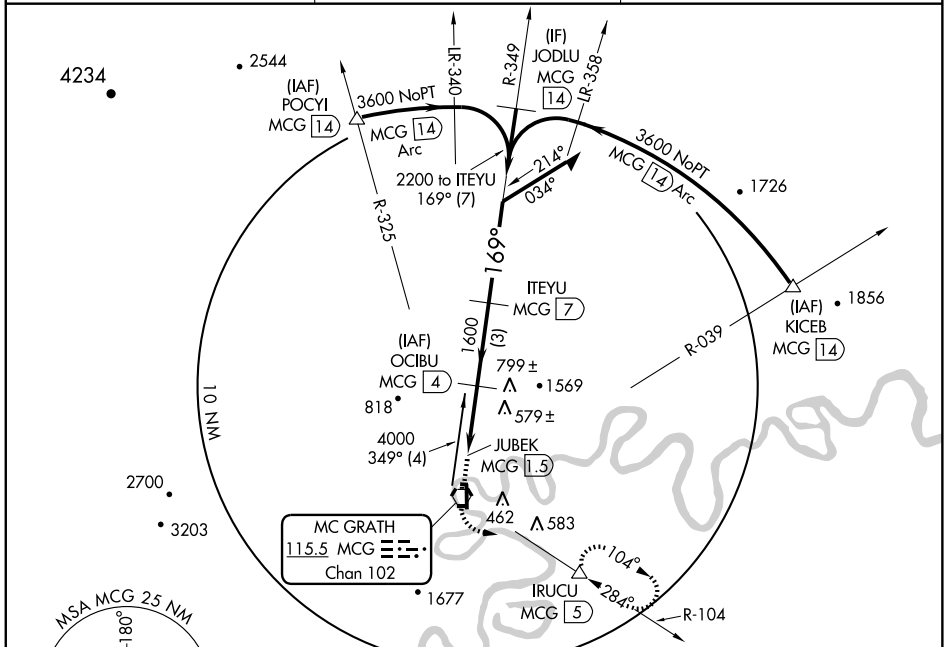 4234
2544
(IAF)
POCYI
MCG 14
3600 NoPT
MCG 14
Arc
LR-340
R-349
(IF)
JODLU
MCG
14
LR-358
3600 NoPT
MCG 14 Arc
1726
2200 to ITEYU
169° (7)
214°
034°
R-325
169°
ITEYU
MCG 7
1600
(3)
(IAF)
KICEB
MCG 14
1856
R-039
(IAF)
OCIBU
MCG 4
799 ±
1569
579 ±
818
10 NM
4000
349° (4)
JUBEK
MCG 1.5
2700
3203
462
583
MC GRATH
115.5 MCG
Chan 102
104°
284°
IRUCU
MCG 5
R-104
1677
MSA MCG 25 NM
-180°